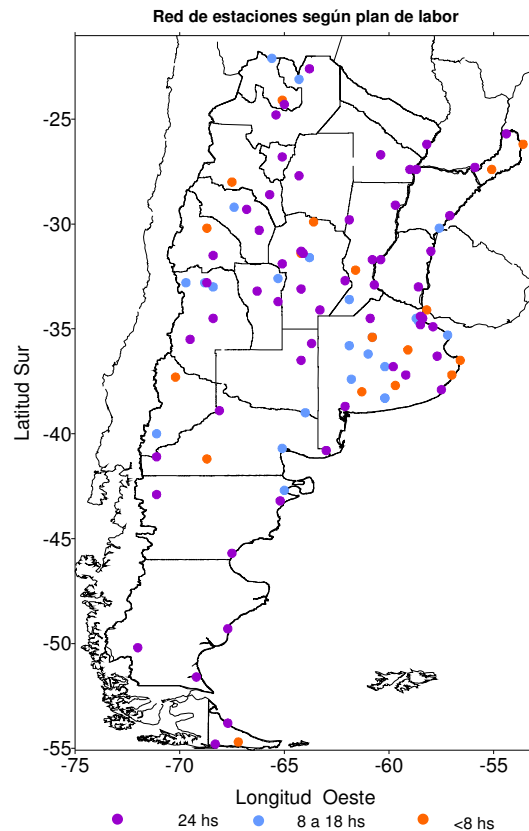 Red de estaciones según plan de labor
Latitud Sur
-25
-30
-35
-40
-45
-50
-55
-75
-70
-65
-60
-55
Longitud Oeste
24 hs
8 a 18 hs
<8 hs